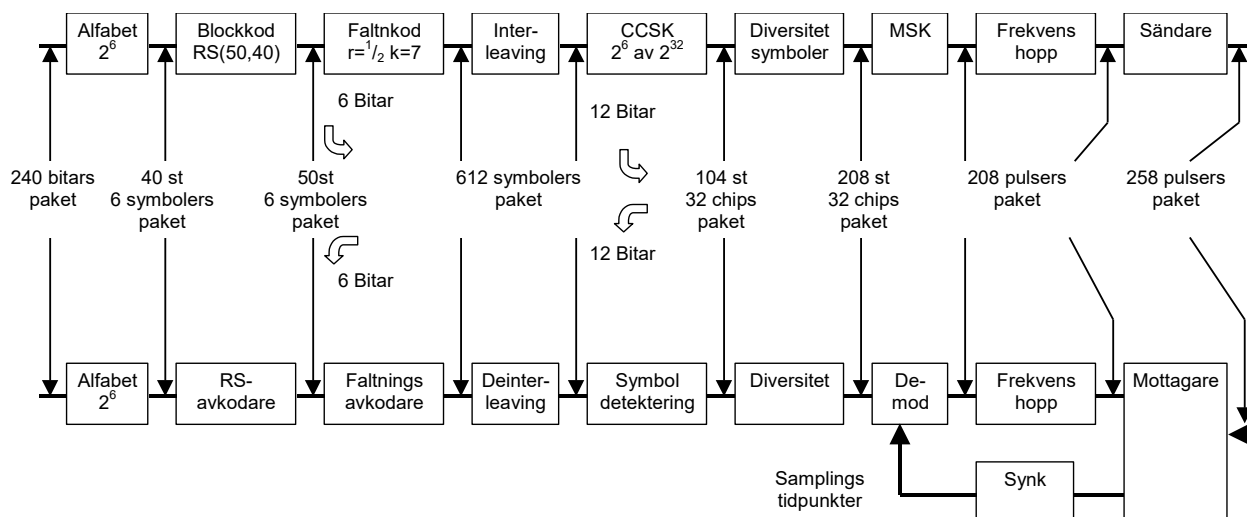 Alfabet
2^6
Blockkod
RS(50,40)
Faltnkod
r=1/2 k=7
Inter-
leaving
CCSK
2^6 av 2^32
Diversitet
symboler
MSK
Frekvens
hopp
Sändare
6 Bitar
12 Bitar
240 bitars
paket
40 st
6 symbolers
paket
50st
6 symbolers
paket
612 symbolers
paket
104 st
32 chips
paket
208 st
32 chips
paket
208 pulsers
paket
258 pulsers
paket
6 Bitar
12 Bitar
Alfabet
2^6
RS-
avkodare
Faltnings
avkodare
Deinter-
leaving
Symbol
detektering
Diversitet
De-
mod
Frekvens
hopp
Mottagare
Samplings
tidpunkter
Synk